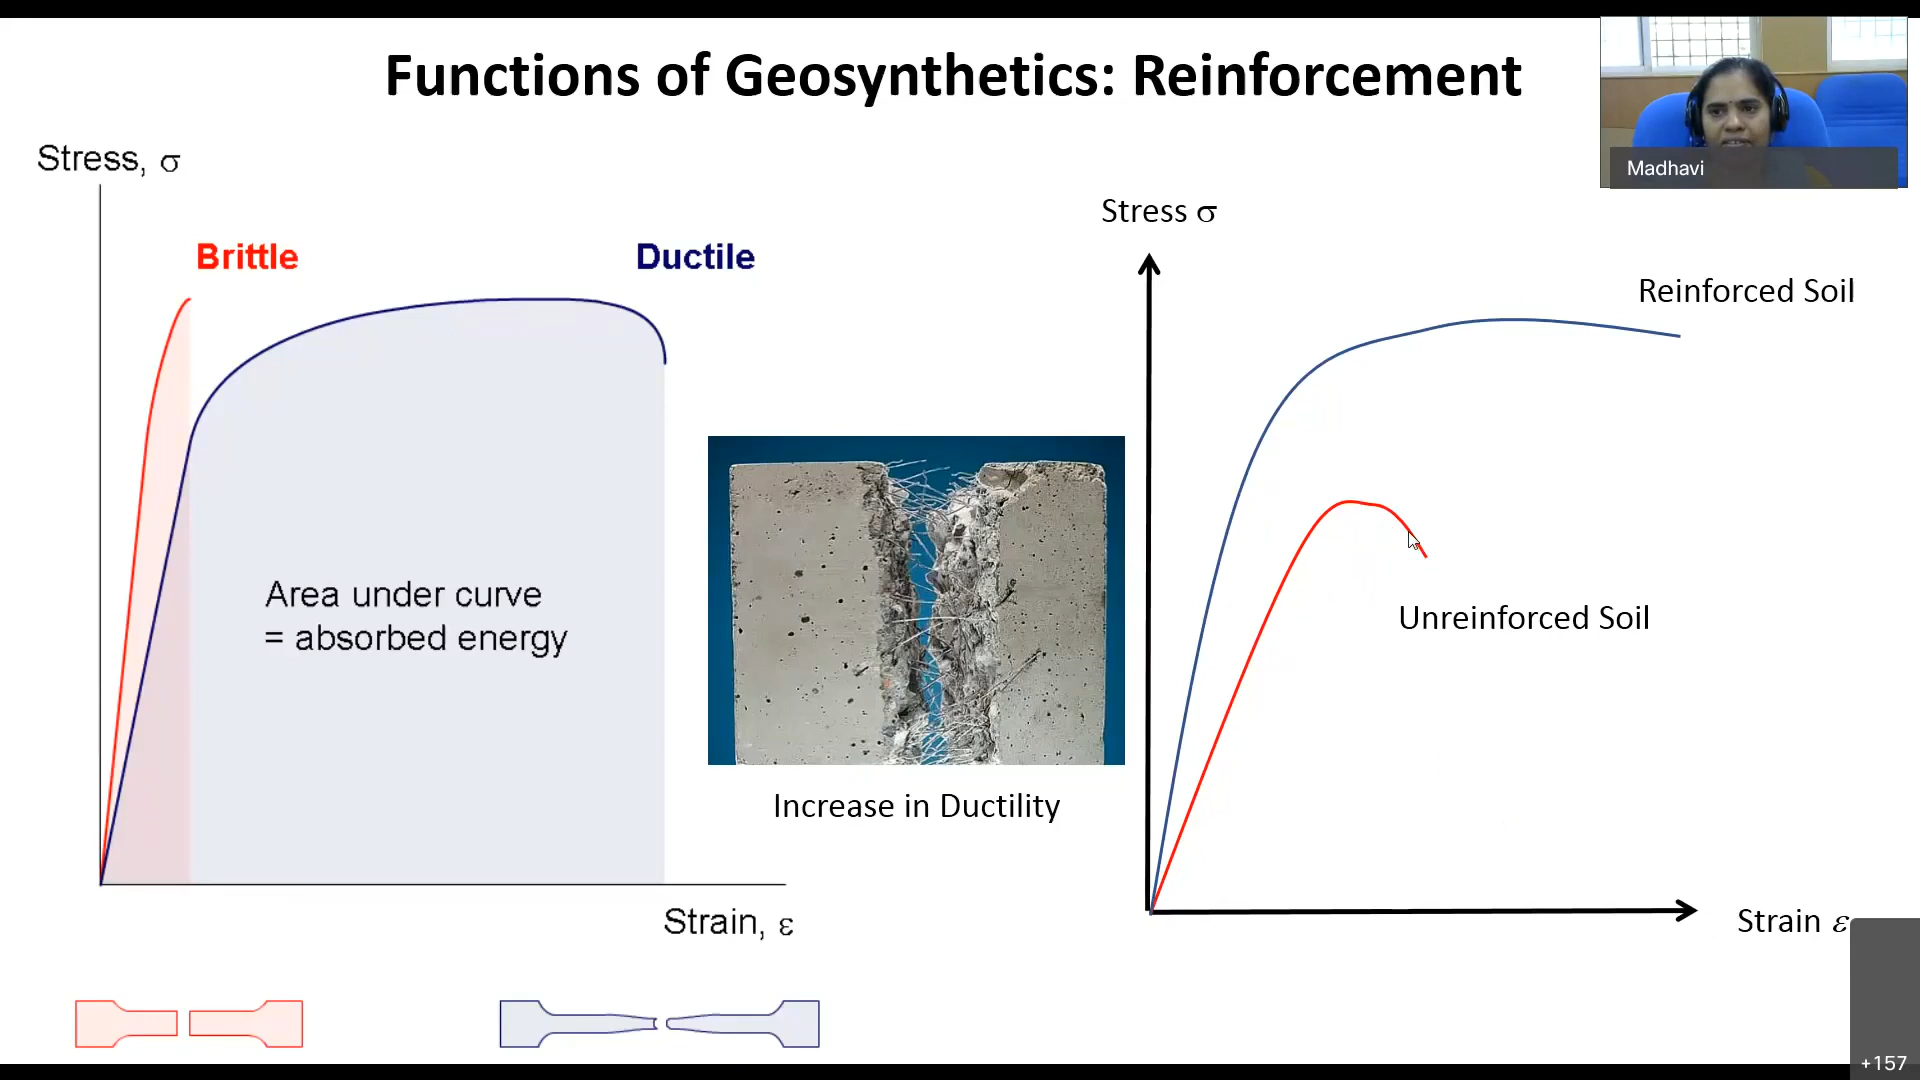 Functions of Geosynthetics: Reinforcement
Madhavi
Stress, σ
Brittle
Ductile
Area under curve
= absorbed energy
Strain, ε
Increase in Ductility
Stress σ
Reinforced Soil
Unreinforced Soil
Strain ε
+157